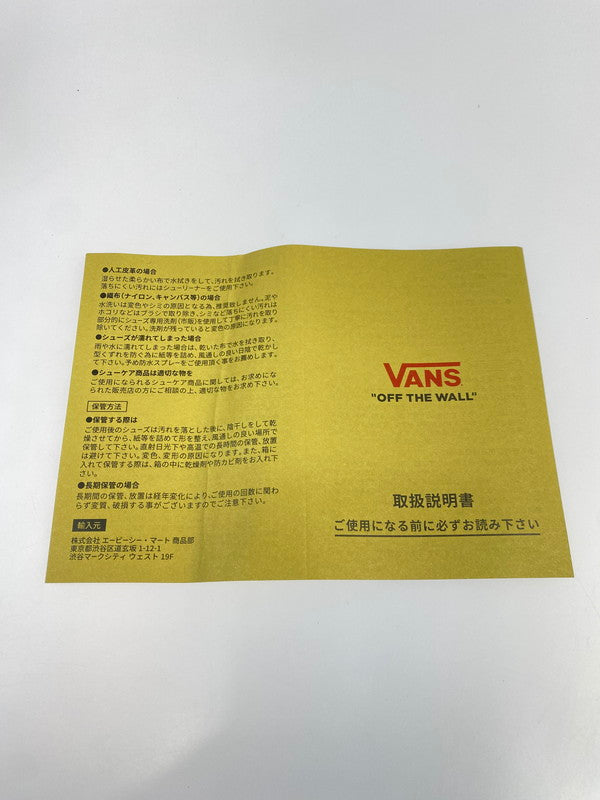 ●人工皮革の場合
湿らせた柔らかい布で水拭きをして、汚れを拭き取ります。
落ちにくい汚れにはシューリーナーをご使用下さい。
●織布(ナイロン、キャンバス等)の場合
水洗いは変色やシミの原因となる為、推奨致しません。泥や
ホコリなどはブラシで取り除き、シミなど落ちにくい汚れは
部分的にシューズ専用洗剤(市販)を使用して丁寧に汚れを取り
除いてください。洗剤が残っていると変色の原因になります。
●シューズが濡れてしまった場合
雨や水に濡れてしまった場合は、乾いた布で水を拭き取り、
型くずれを防ぐ為に紙等を詰め、風通しの良い日陰で乾かし
て下さい。予め防水スプレーをご使用頂く事をお薦めします。
●シューケア商品は適切な物を
ご使用になられるシューケア商品に関しては、お求めにな
られた販売店の方にご相談の上、適切な物をお求め下さい。
保管方法
●保管する際は
ご使用後のシューズは汚れを落とした後に、陰干しをして乾
燥させてから、紙等を詰めて形を整え、風通しの良い場所で
保管して下さい。直射日光下や高温での長時間の保管、放置
は避けて下さい。変色、変形の原因になります。また、箱に
入れて保管する際は、箱の中に乾燥剤や防カビ剤をお入れ下
さい。
●長期保管の場合
長期間の保管、放置は経年変化により、ご使用の回数に関わ
らず変質、破損する事がございますのでご注意下さい。
輸入元
株式会社 エービーシー・マート 商品部
東京都渋谷区道玄坂 1-12-1
渋谷マークシティ ウェスト 19F
VANS
"OFF THE WALL"
取扱説明書
ご使用になる前に必ずお読み下さい